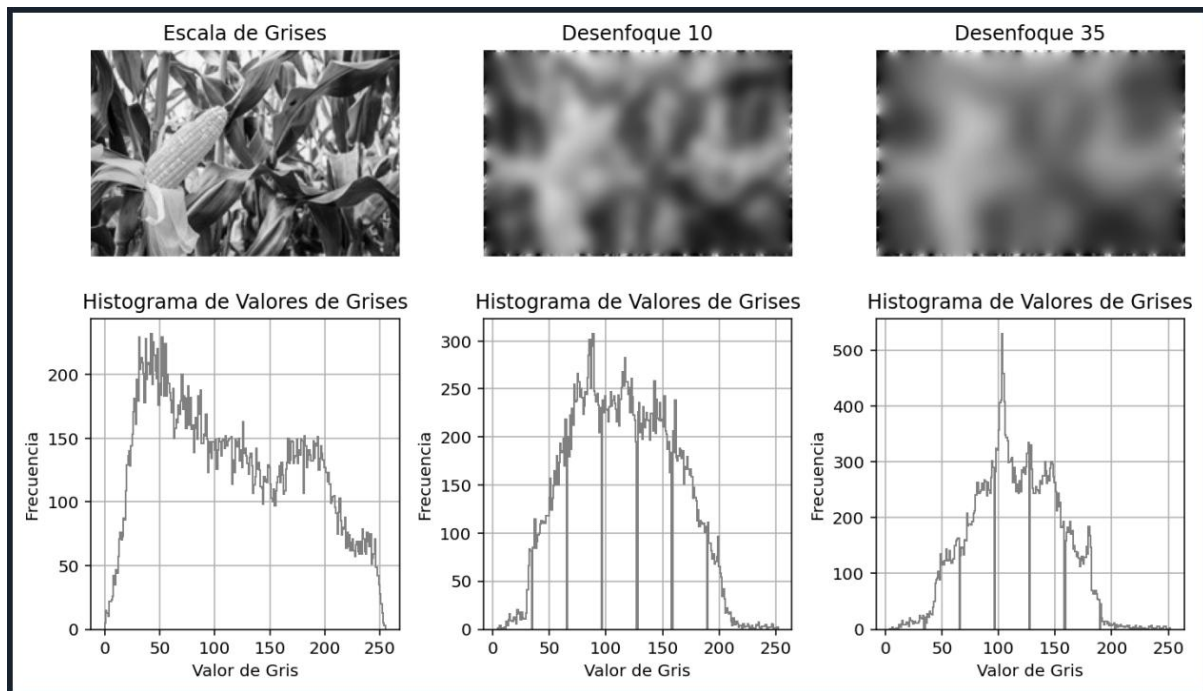 Escala de Grises
Desenfoque 10
Desenfoque 35
Histograma de Valores de Grises
Histograma de Valores de Grises
Histograma de Valores de Grises
Frecuencia
200
150
100
50
0
0 50 100 150 200 250
Valor de Gris
Frecuencia
300
250
200
150
100
50
0
0 50 100 150 200 250
Valor de Gris
Frecuencia
500
400
300
200
100
0
0 50 100 150 200 250
Valor de Gris